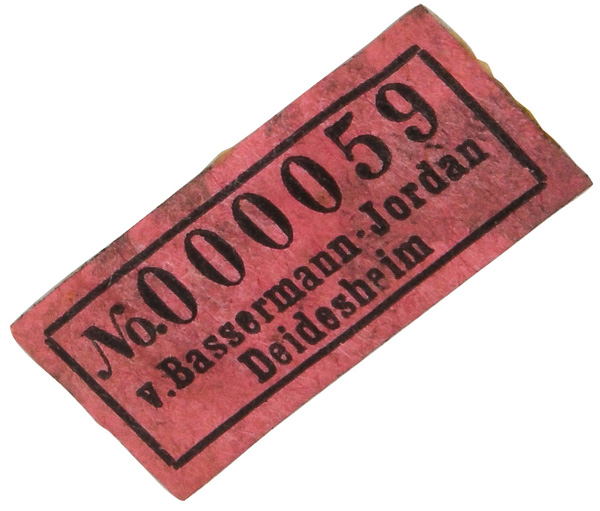 No. 000059
v. Bassermann-Jordan
Deidesheim